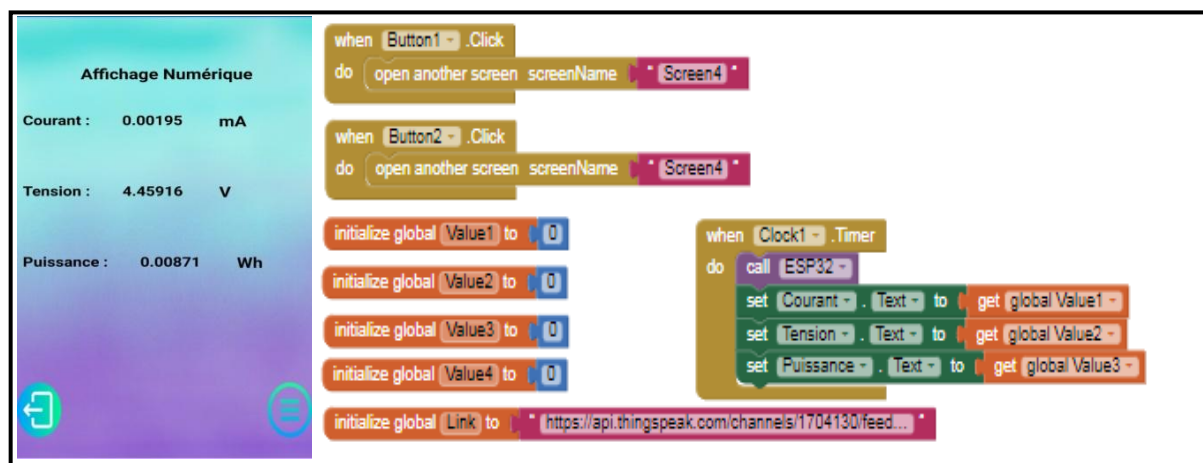 Affichage Numérique
Courant : 0.00195 mA
Tension : 4.45916 V
Puissance : 0.00871 Wh
when Button1 .Click
do open another screen screenName " Screen4 "
when Button2 .Click
do open another screen screenName " Screen4 "
initialize global Value1 to 0
initialize global Value2 to 0
initialize global Value3 to 0
initialize global Value4 to 0
initialize global Link to " https://api.thingspeak.com/channels/1704130/feed... "
when Clock1 .Timer
do call ESP32
set Courant . Text to get global Value1
set Tension . Text to get global Value2
set Puissance . Text to get global Value3